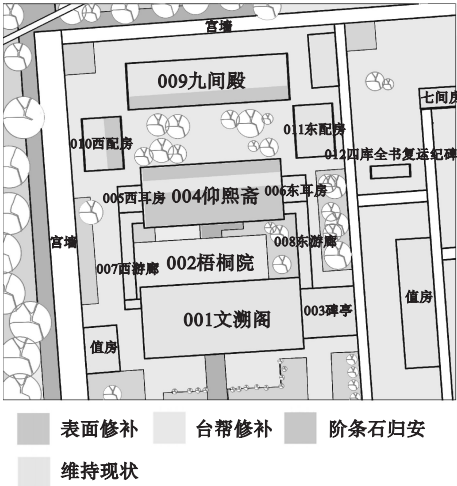 宫墙
009九间殿
七间房
010西配房
011东配房
012四库全书复运纪碑
005西耳房
004仰熙斋
006东耳房
宫墙
007西游廊
002梧桐院
008东游廊
值房
001文溯阁
003碑亭
值房
表面修补
台帮修补
阶条石归安
维持现状